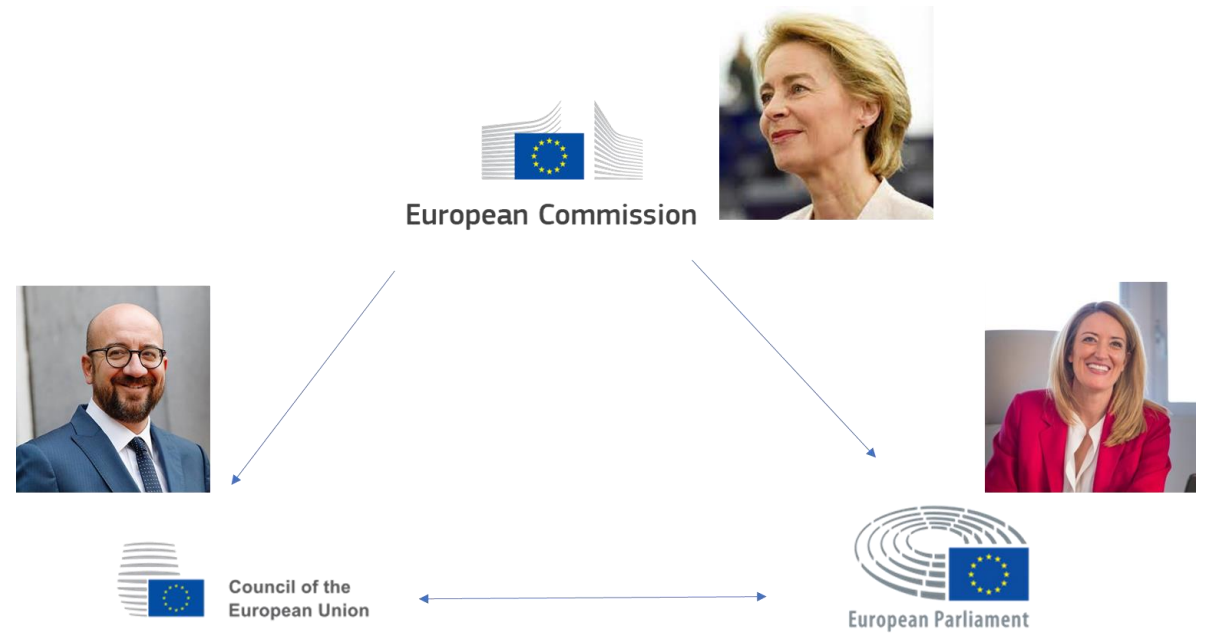 European Commission
Council of the
European Union
European Parliament